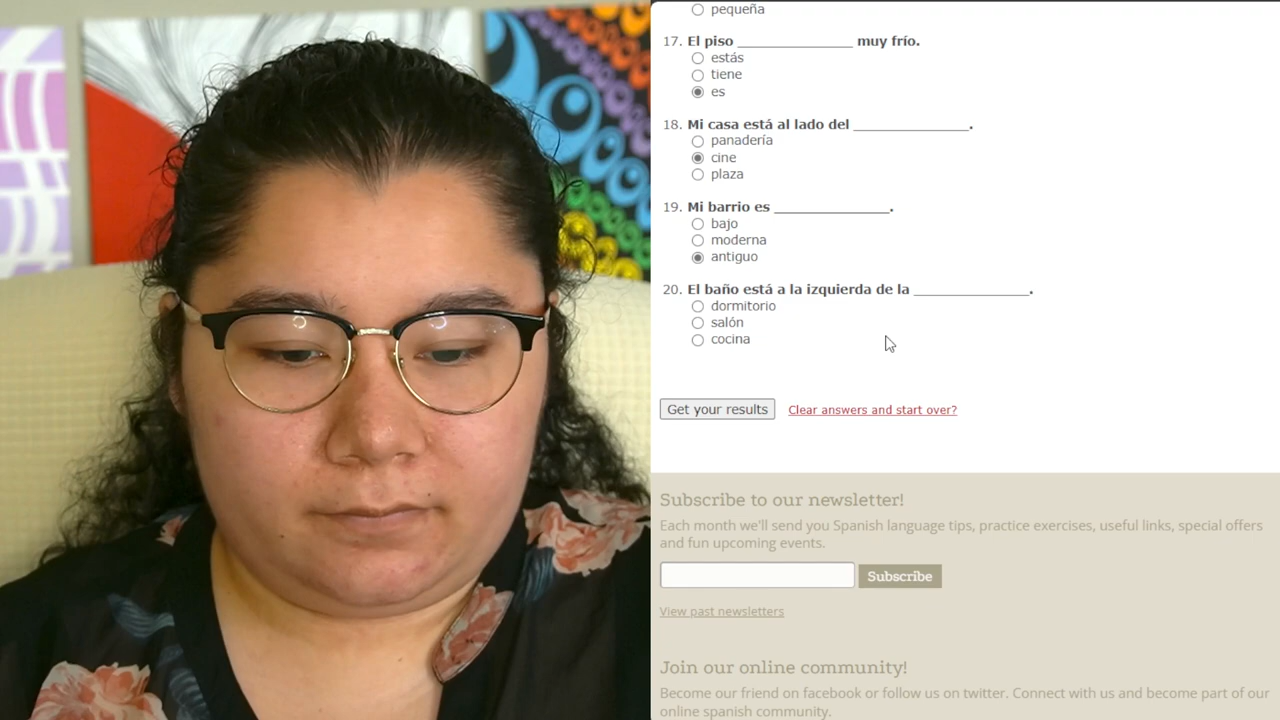 pequeña
17. El piso _______________ muy frío.
estás
tiene
es
18. Mi casa está al lado del _______________.
panadería
cine
plaza
19. Mi barrio es _______________.
bajo
moderna
antiguo
20. El baño está a la izquierda de la _______________.
dormitorio
salón
cocina
Get your results Clear answers and start over?
Subscribe to our newsletter!
Each month we'll send you Spanish language tips, practice exercises, useful links, special offers
and fun upcoming events.
Subscribe
View past newsletters
Join our online community!
Become our friend on facebook or follow us on twitter. Connect with us and become part of our
online spanish community.